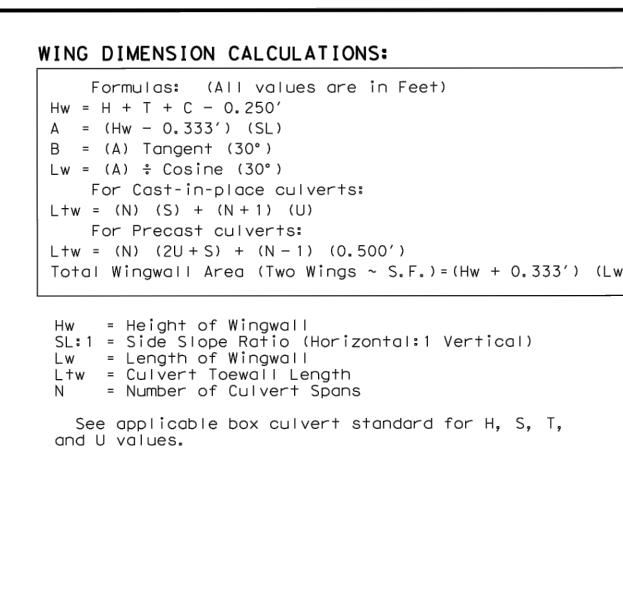 WING DIMENSION CALCULATIONS:
Formulas: (All values are in Feet)
Hw = H + T + C - 0.250'
A = (Hw - 0.333') (SL)
B = (A) Tangent (30°)
Lw = (A) ÷ Cosine (30°)
For Cast-in-place culverts:
Ltw = (N) (S) + (N + 1) (U)
For Precast culverts:
Ltw = (N) (2U + S) + (N - 1) (0.500')
Total Wingwall Area (Two Wings ~ S.F.) = (Hw + 0.333') (Lw
Hw = Height of Wingwall
SL:1 = Side Slope Ratio (Horizontal:1 Vertical)
Lw = Length of Wingwall
Ltw = Culvert Toewall Length
N = Number of Culvert Spans
See applicable box culvert standard for H, S, T,
and U values.